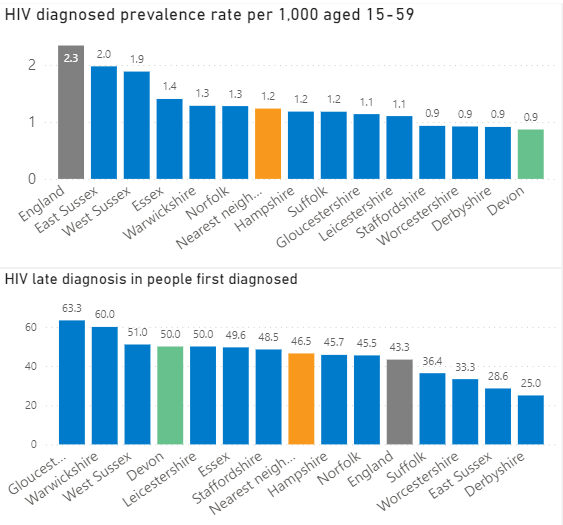 HIV diagnosed prevalence rate per 1,000 aged 15-59
2.3
2.0
1.9
1.4
1.3
1.3
1.2
1.2
1.2
1.1
1.1
0.9
0.9
0.9
0.9
2
1
0
England
East Sussex
West Sussex
Essex
Warwickshire
Norfolk
Nearest neigh...
Hampshire
Suffolk
Gloucestershire
Leicestershire
Staffordshire
Worcestershire
Derbyshire
Devon
HIV late diagnosis in people first diagnosed
63.3
60.0
51.0
50.0
50.0
49.6
48.5
46.5
45.7
45.5
43.3
36.4
33.3
28.6
25.0
60
40
20
0
Gloucest...
Warwickshire
West Sussex
Devon
Leicestershire
Essex
Staffordshire
Nearest neigh...
Hampshire
Norfolk
England
Suffolk
Worcestershire
East Sussex
Derbyshire